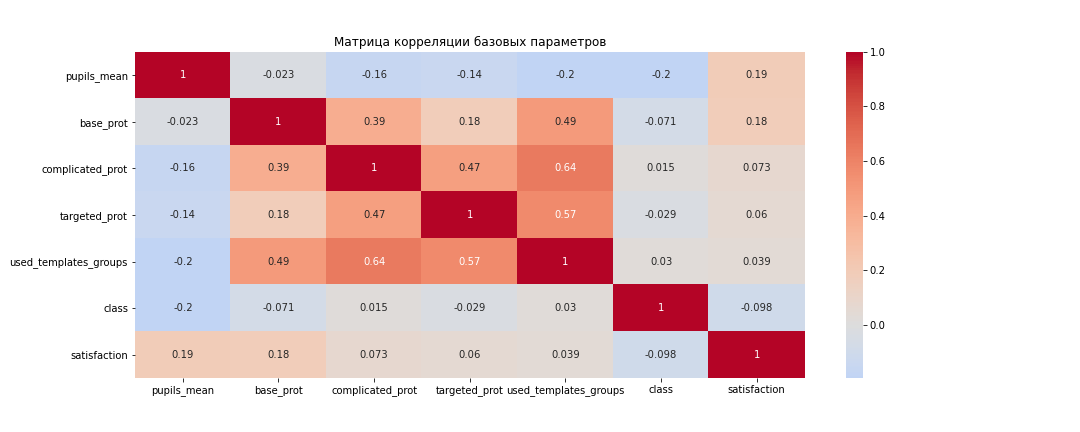 Матрица корреляции базовых параметров
pupils_mean 1 -0.023 -0.16 -0.14 -0.2 -0.2 0.19
base_prot -0.023 1 0.39 0.18 0.49 -0.071 0.18
complicated_prot -0.16 0.39 1 0.47 0.64 0.015 0.073
targeted_prot -0.14 0.18 0.47 1 0.57 -0.029 0.06
used_templates_groups -0.2 0.49 0.64 0.57 1 0.03 0.039
class -0.2 -0.071 0.015 -0.029 0.03 1 -0.098
satisfaction 0.19 0.18 0.073 0.06 0.039 -0.098 1
pupils_mean base_prot complicated_prot targeted_prot used_templates_groups class satisfaction
1.0
0.8
0.6
0.4
0.2
0.0